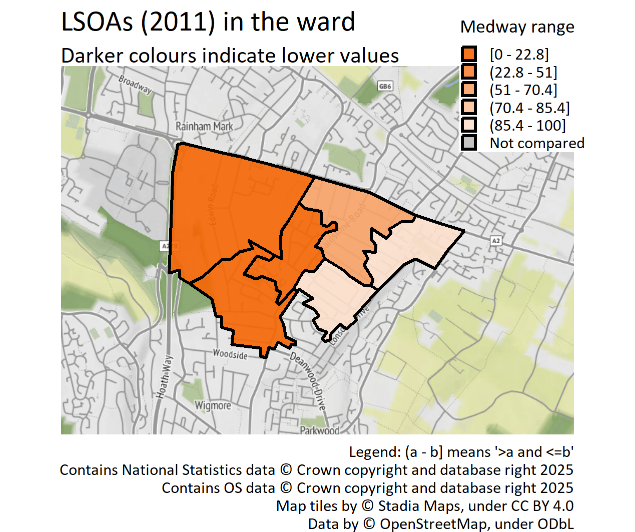 LSOAs (2011) in the ward
Darker colours indicate lower values
Medway range
[0 - 22.8]
(22.8 - 51]
(51 - 70.4]
(70.4 - 85.4]
(85.4 - 100]
Not compared
Broadway
GB6
Rainham Mark
A2
A2
Woodside
Deanwood Drive
Hoath Way
Wigmore
Parkwood
Legend: (a - b] means '>a and <=b'
Contains National Statistics data © Crown copyright and database right 2025
Contains OS data © Crown copyright and database right 2025
Map tiles by © Stadia Maps, under CC BY 4.0
Data by © OpenStreetMap, under ODbL